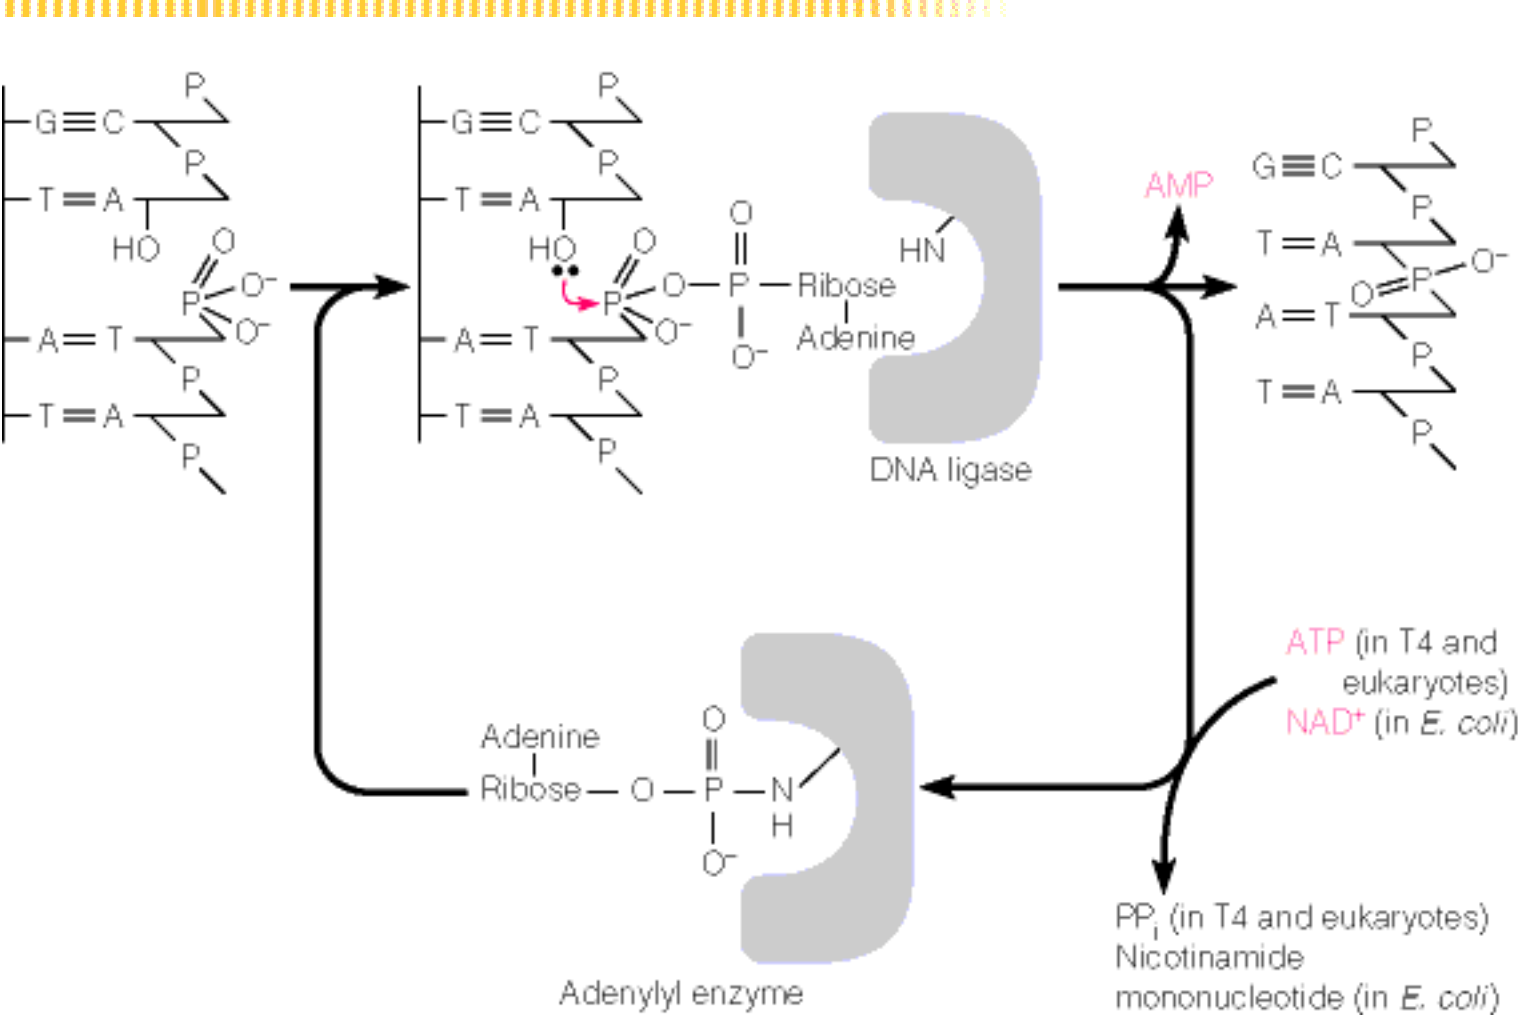 P
G≡C
P
T=A
HO
O
P
O⁻
O⁻
A=T
P
T=A
P
P
G≡C
P
T=A
HO
O
P
O
O⁻
A=T
P
T=A
P
O
P
Ribose
Adenine
O⁻
HN
DNA ligase
AMP
P
G≡C
P
T=A
O⁻
P
O
A=T
P
T=A
P
ATP (in T4 and
eukaryotes)
NAD⁺ (in E. coli)
Adenine
Ribose
O
O
P
N
H
O⁻
Adenylyl enzyme
PPᵢ (in T4 and eukaryotes)
Nicotinamide
mononucleotide (in E. coli)